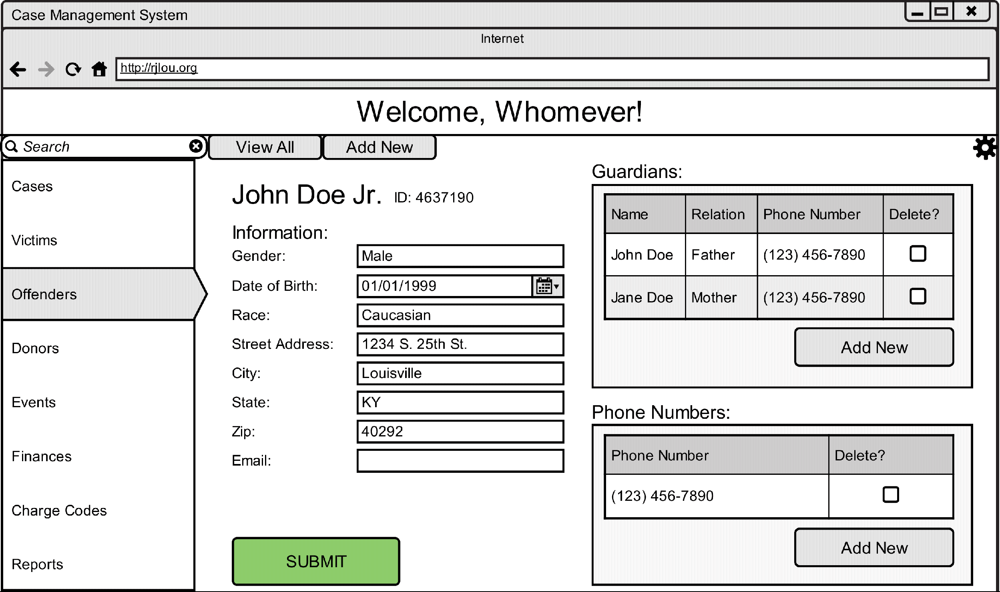 Case Management System
Internet
http://rjlou.org
Welcome, Whomever!
Search
View All
Add New
Cases
Victims
Offenders
Donors
Events
Finances
Charge Codes
Reports
John Doe Jr. ID: 4637190
Information:
Gender: Male
Date of Birth: 01/01/1999
Race: Caucasian
Street Address: 1234 S. 25th St.
City: Louisville
State: KY
Zip: 40292
Email:
SUBMIT
Guardians:
Name Relation Phone Number Delete?
John Doe Father (123) 456-7890
Jane Doe Mother (123) 456-7890
Add New
Phone Numbers:
Phone Number Delete?
(123) 456-7890
Add New